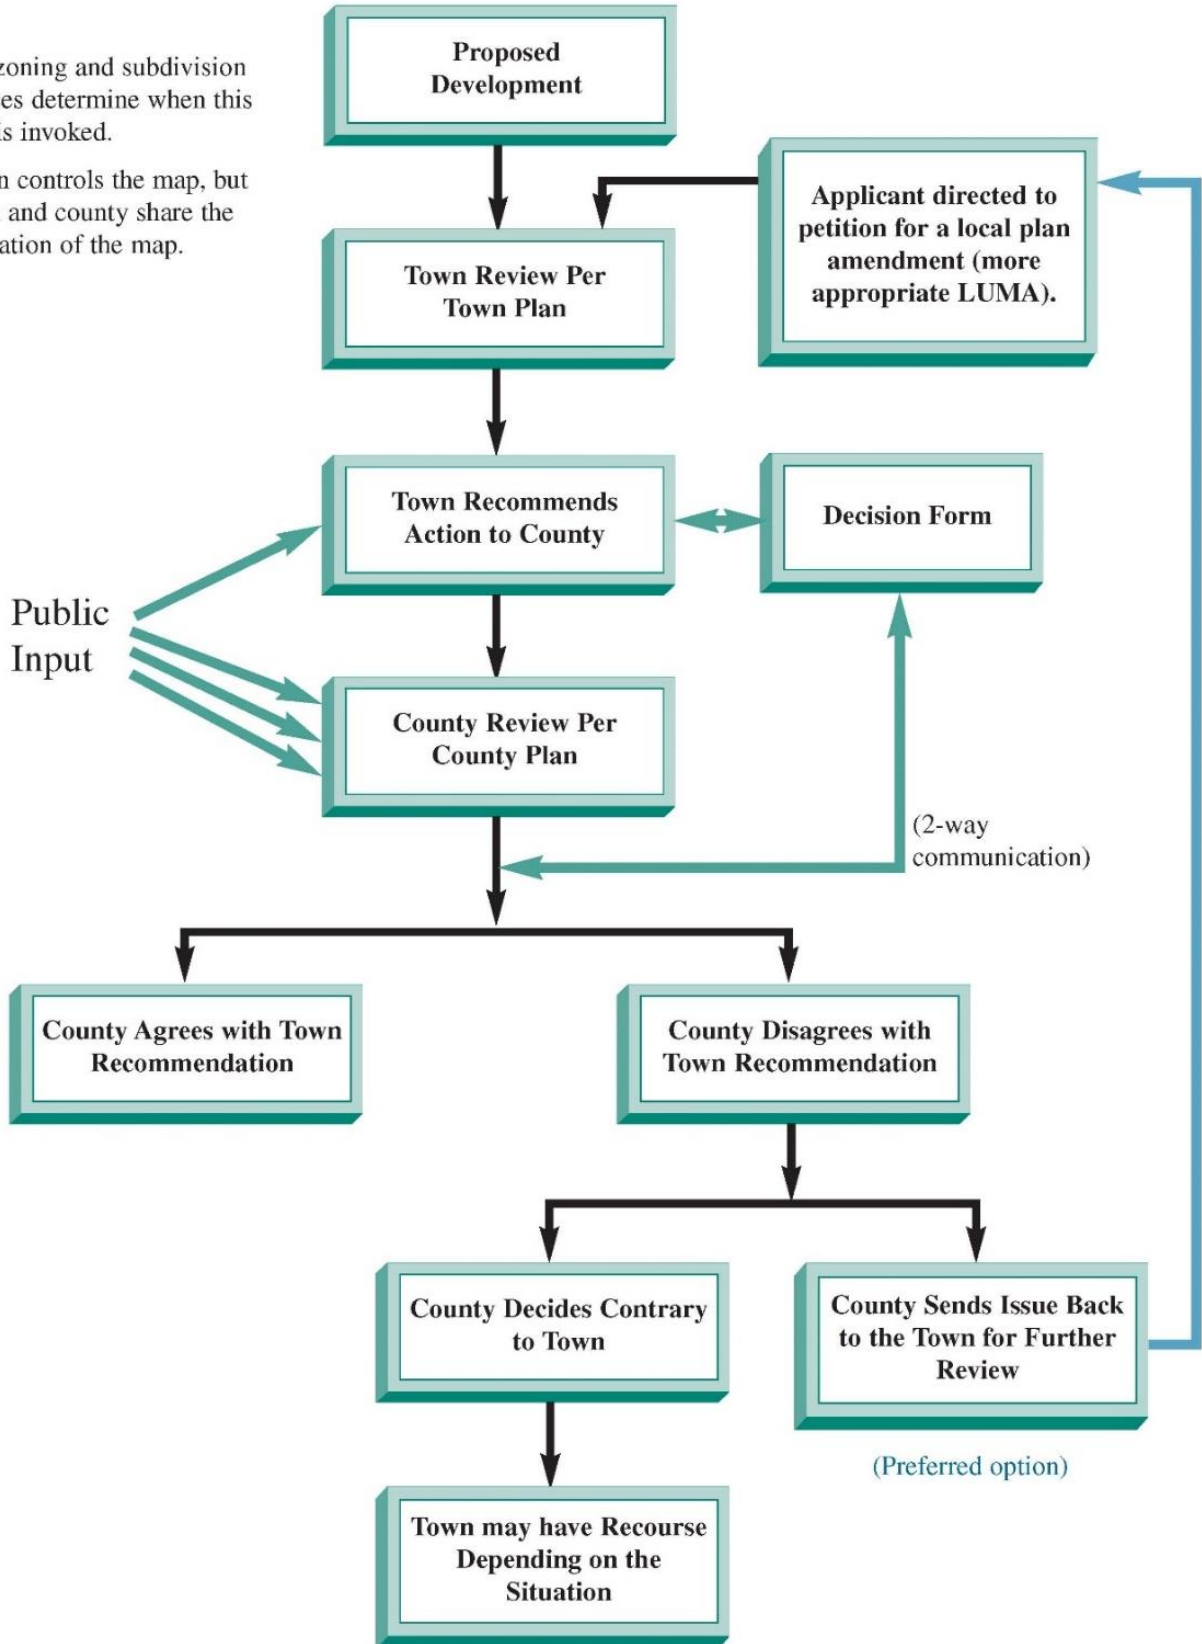 Proposed
Development
zoning and subdivision
es determine when this
is invoked.
n controls the map, but
and county share the
ation of the map.
Applicant directed to
petition for a local plan
amendment (more
appropriate LUMA).
Town Review Per
Town Plan
Town Recommends
Action to County
Decision Form
Public
Input
County Review Per
County Plan
(2-way
communication)
County Agrees with Town
Recommendation
County Disagrees with
Town Recommendation
County Decides Contrary
to Town
County Sends Issue Back
to the Town for Further
Review
(Preferred option)
Town may have Recourse
Depending on the
Situation